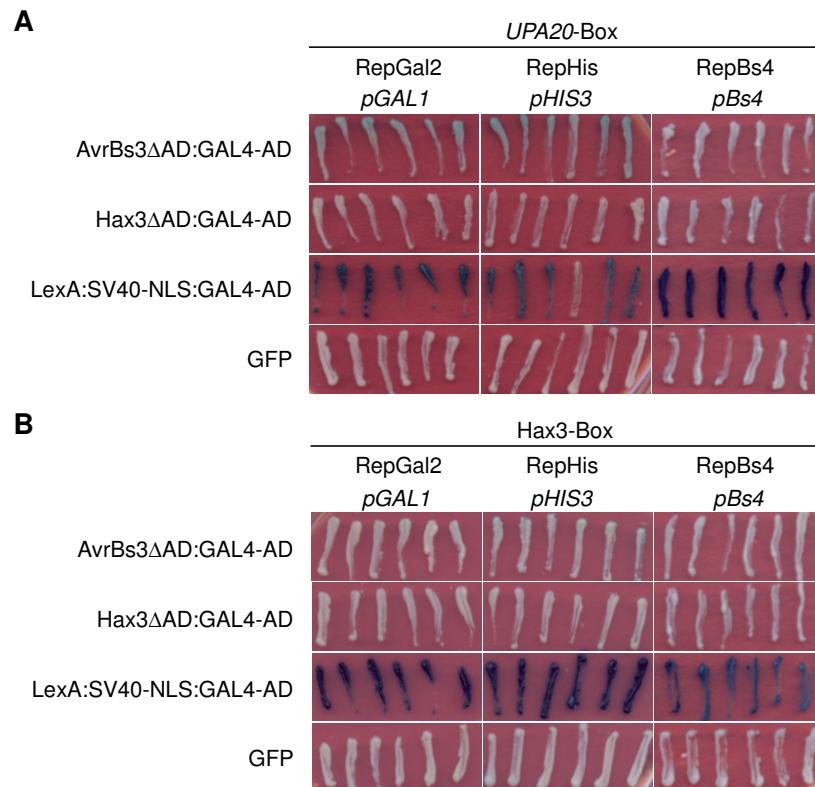 A
UPA20-Box
RepGal2 RepHis RepBs4
pGAL1 pHIS3 pBs4
AvrBs3ΔAD:GAL4-AD
Hax3ΔAD:GAL4-AD
LexA:SV40-NLS:GAL4-AD
GFP
B
Hax3-Box
RepGal2 RepHis RepBs4
pGAL1 pHIS3 pBs4
AvrBs3ΔAD:GAL4-AD
Hax3ΔAD:GAL4-AD
LexA:SV40-NLS:GAL4-AD
GFP